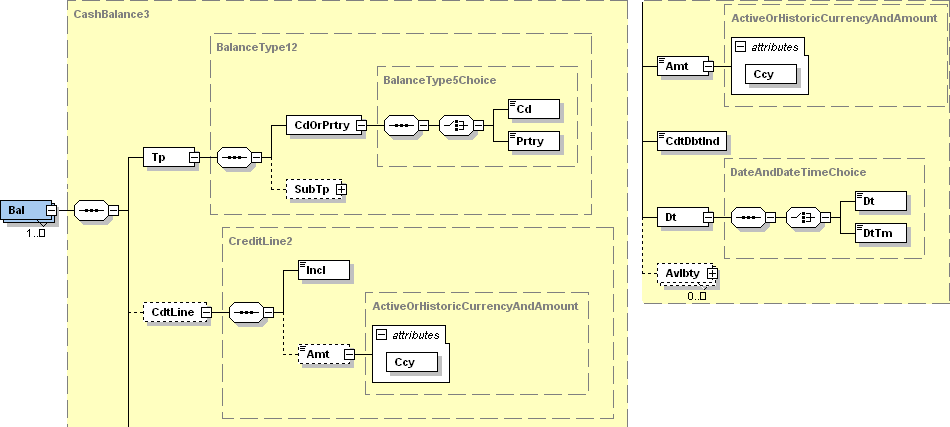 CashBalance3
BalanceType12
BalanceType5Choice
Cd
CdOrPrtry
Prtry
Tp
SubTp
Bal
1..□
CreditLine2
Incl
ActiveOrHistoricCurrencyAndAmount
CdtLine
attributes
Amt
Ccy
ActiveOrHistoricCurrencyAndAmount
attributes
Amt
Ccy
CdtDbtInd
DateAndDateTimeChoice
Dt
Dt
DtTm
Avlbty
0..□